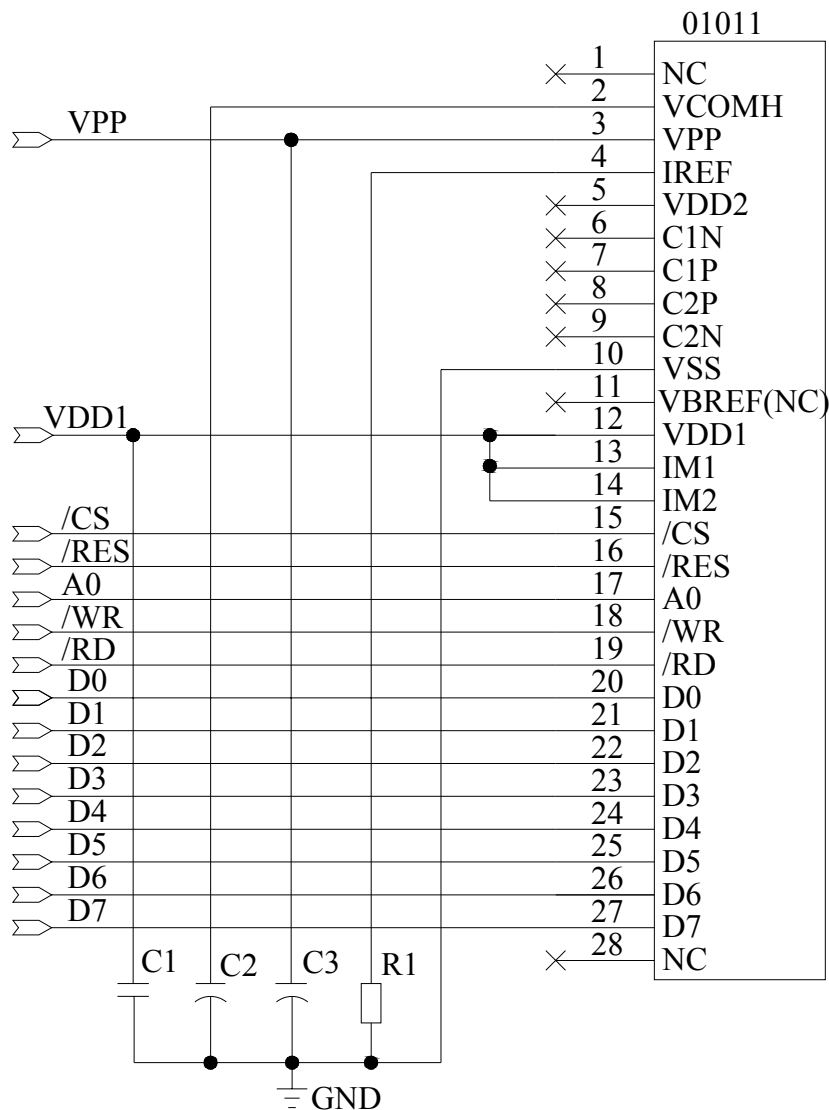 01011
1 NC
2 VCOMH
VPP 3 VPP
4 IREF
5 VDD2
6 C1N
7 C1P
8 C2P
9 C2N
10 VSS
11 VBREF(NC)
VDD1 12 VDD1
13 IM1
14 IM2
/CS 15 /CS
/RES 16 /RES
A0 17 A0
/WR 18 /WR
/RD 19 /RD
D0 20 D0
D1 21 D1
D2 22 D2
D3 23 D3
D4 24 D4
D5 25 D5
D6 26 D6
D7 27 D7
28 NC
C1 C2 C3 R1
GND